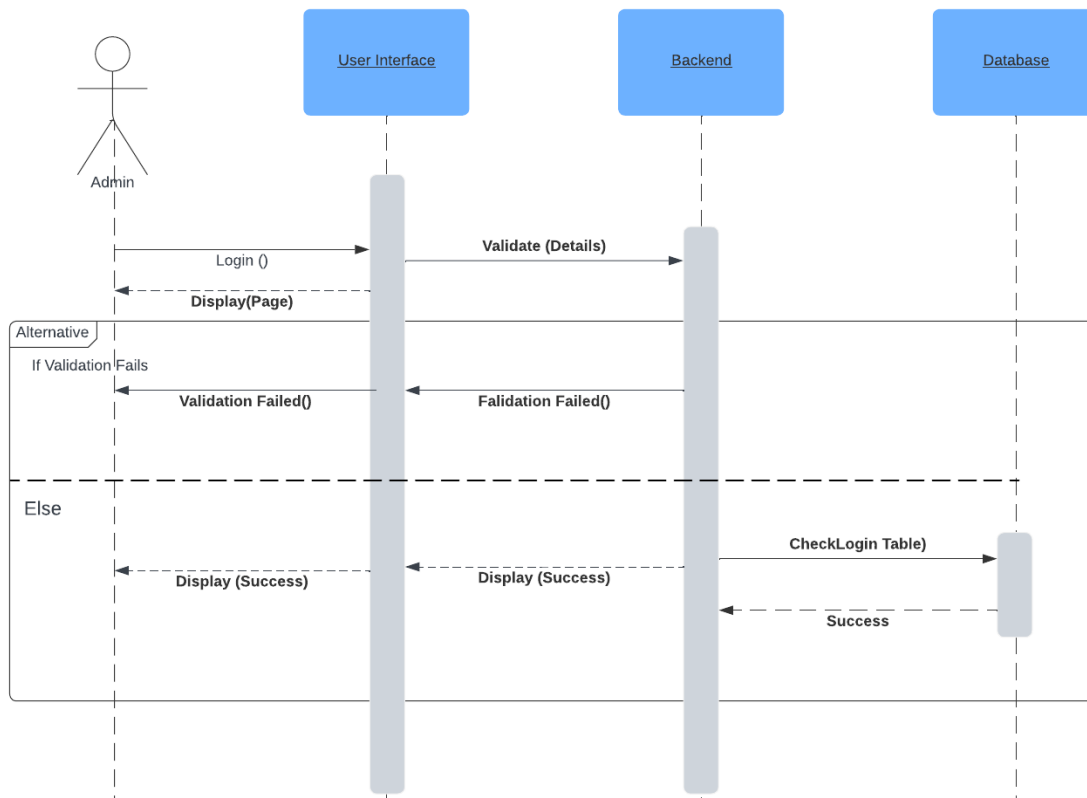 User Interface
Backend
Database
Admin
Validate (Details)
Login ()
Display(Page)
Alternative
If Validation Fails
Validation Failed()
Falidation Failed()
Else
CheckLogin Table)
Display (Success)
Display (Success)
Success